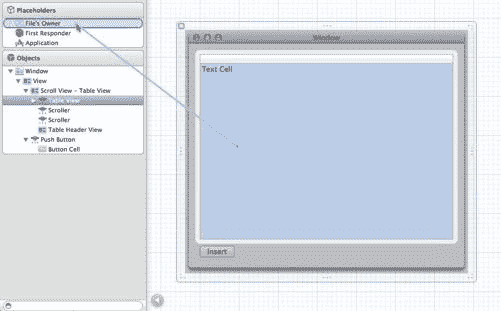 Placeholders
File's Owner
First Responder
Application
Objects
Window
View
Scroll View - Table View
Table View
Scroller
Scroller
Table Header View
Push Button
Button Cell
Window
Text Cell
Insert